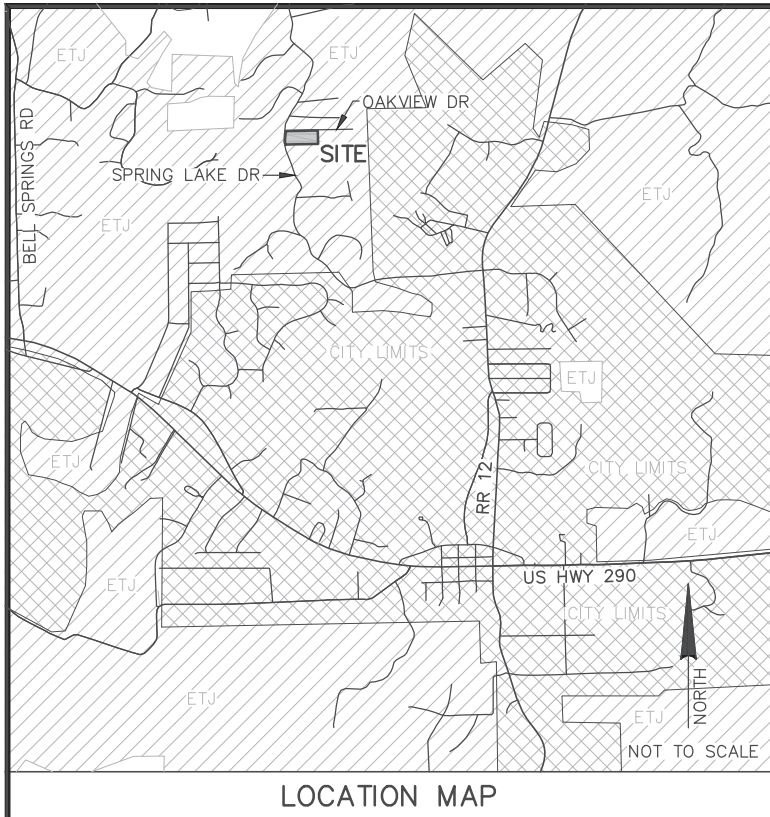 ETJ
ETJ
OAKVIEW DR
SITE
BELL SPRINGS RD
SPRING LAKE DR
ETJ
ETJ
CITY LIMITS
ETJ
ETJ
CITY LIMITS
RR 12
ETJ
ETJ
US HWY 290
CITY LIMITS
ETJ
ETJ
NORTH
NOT TO SCALE
LOCATION MAP